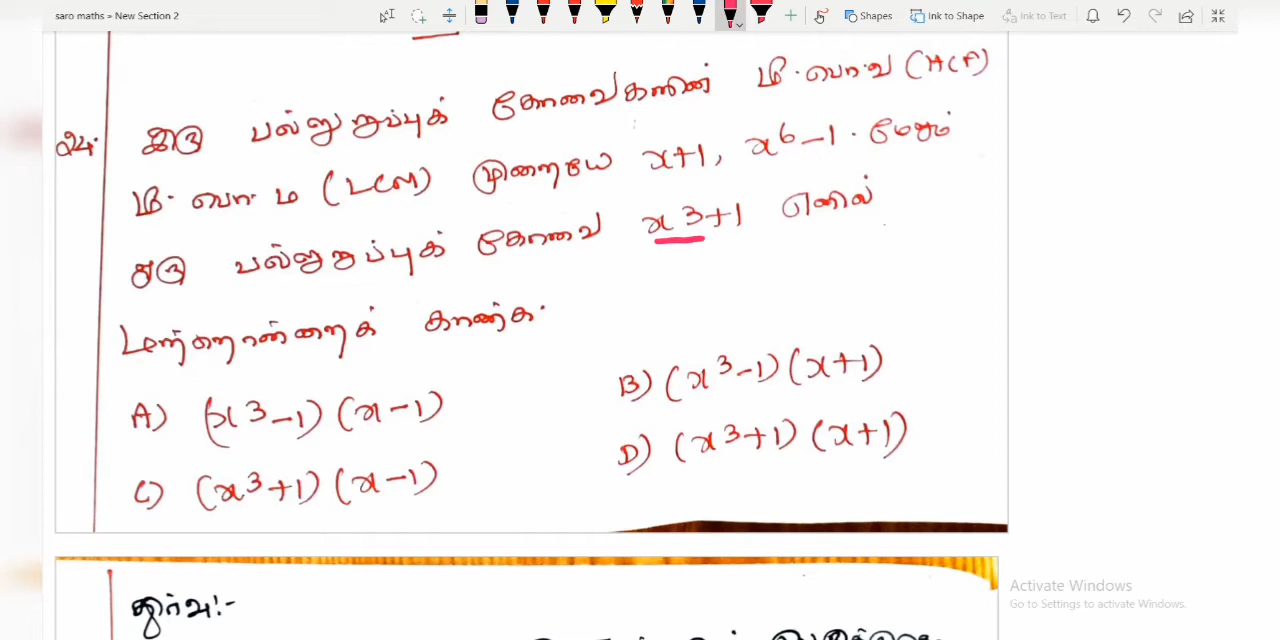 saro maths » New Section 2
Shapes Ink to Shape Ink to Text
24. இரு பல்லுறுப்புக் கோவைகளின் மீ.பொ.வ (HCF)
மீ.பொ.ம (LCM) முறையே x+1, x⁶-1. மேலும்
ஒரு பல்லுறுப்புக் கோவை x³+1 எனில்
மற்றொன்றைக் காண்க.
A) (x³-1)(x-1) B) (x³-1)(x+1)
C) (x³+1)(x-1) D) (x³+1)(x+1)
Activate Windows
Go to Settings to activate Windows.
தீர்வு:-